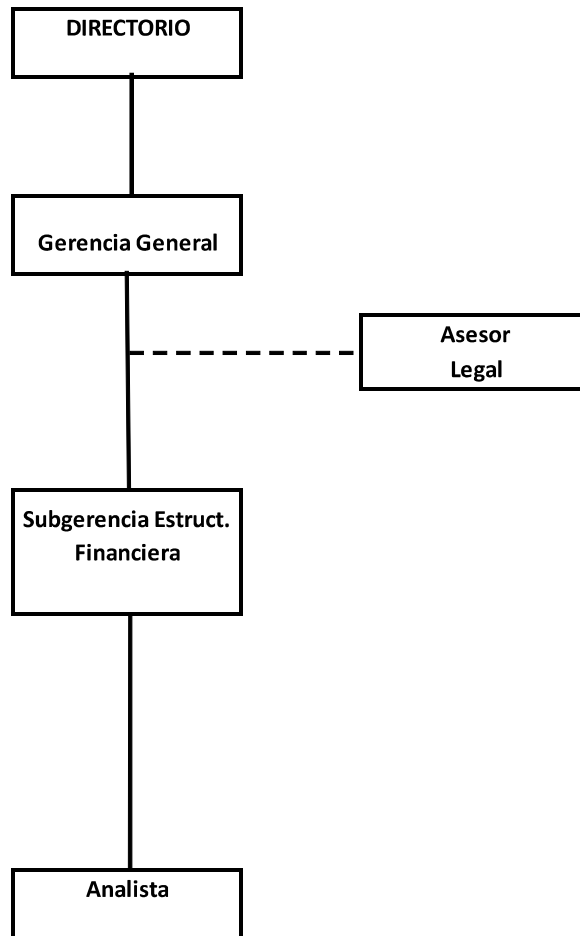 DIRECTORIO
Gerencia General
Asesor
Legal
Subgerencia Estruct.
Financiera
Analista